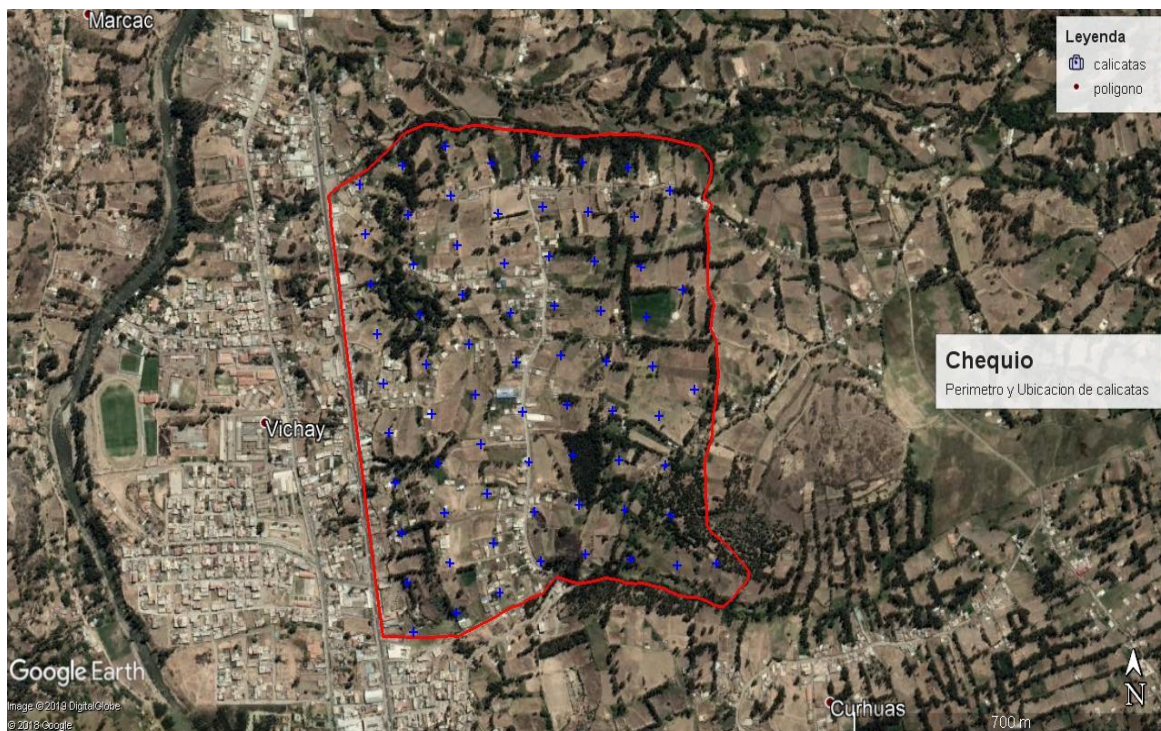 Marcac
Leyenda
calicatas
poligono
Chequio
Perimetro y Ubicacion de calicatas
Vichay
Google Earth
Image © 2019 DigitalGlobe
© 2018 Google
Curhuas
700 m
N